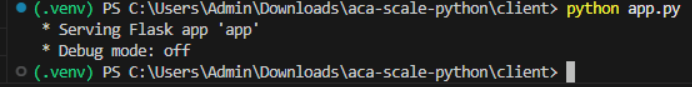 (.venv) PS C:\Users\Admin\Downloads\aca-scale-python\client> python app.py
* Serving Flask app 'app'
* Debug mode: off
(.venv) PS C:\Users\Admin\Downloads\aca-scale-python\client>